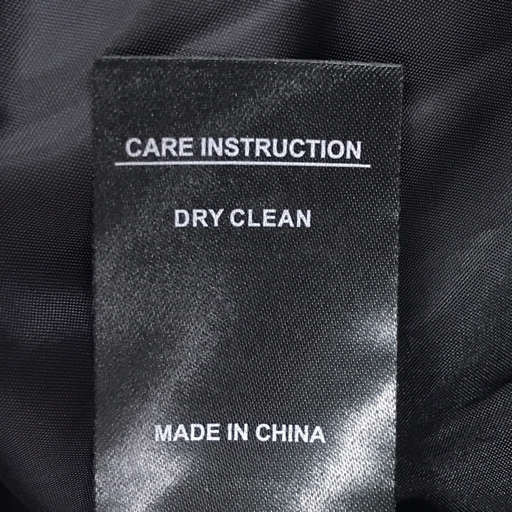 CARE INSTRUCTION
DRY CLEAN
MADE IN CHINA